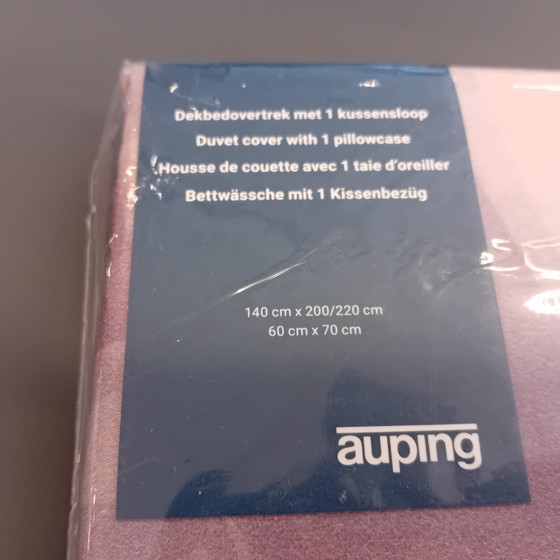 Dekbedovertrek met 1 kussensloop
Duvet cover with 1 pillowcase
Housse de couette avec 1 taie d'oreiller
Bettwässche mit 1 Kissenbezüg
140 cm x 200/220 cm
60 cm x 70 cm
auping